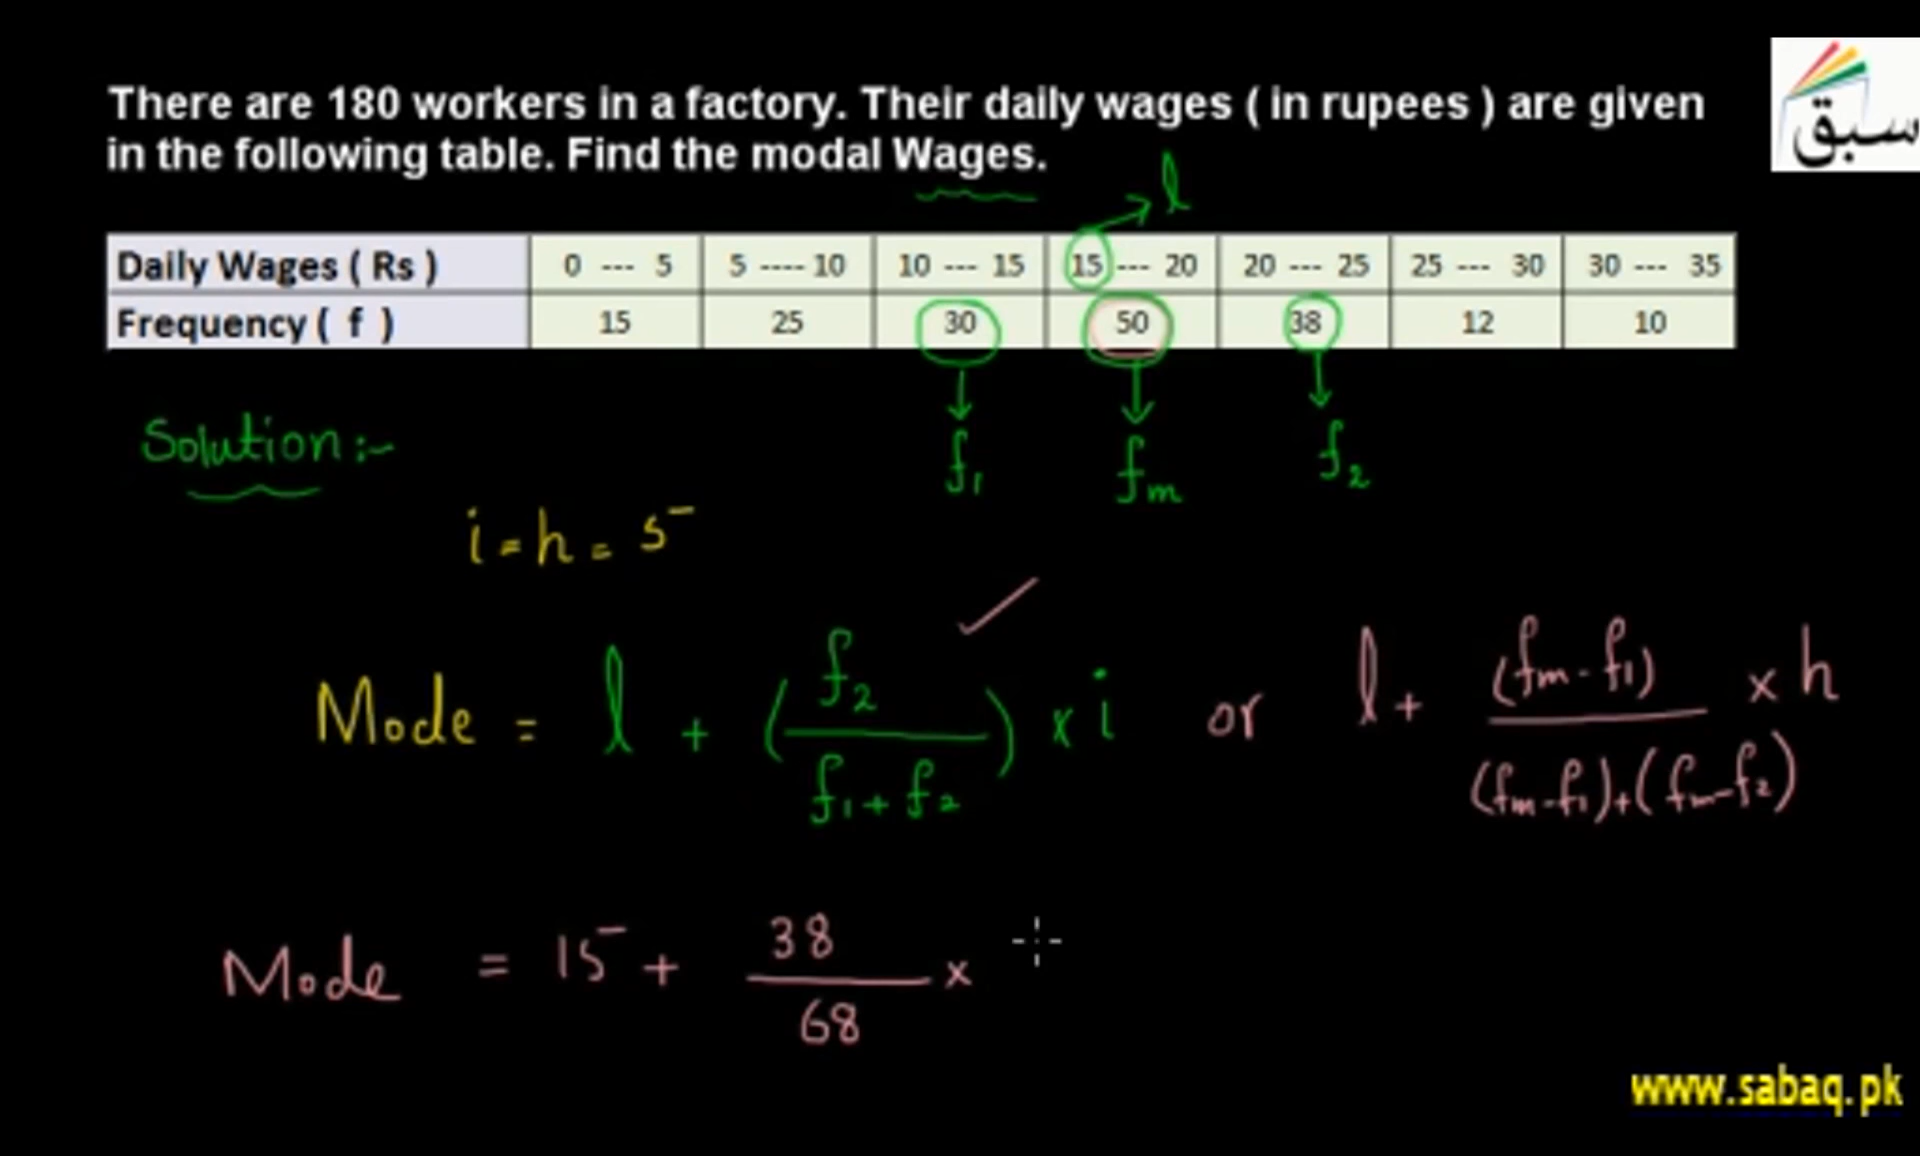 There are 180 workers in a factory. Their daily wages ( in rupees ) are given
in the following table. Find the modal Wages.
سبق
l
Daily Wages ( Rs ) 0 --- 5 5 ---- 10 10 --- 15 15 --- 20 20 --- 25 25 --- 30 30 --- 35
Frequency ( f ) 15 25 30 50 38 12 10
Solution :-
f₁ fm f₂
i = h = 5
Mode = l + (f₂ / f₁ + f₂) x i or l + (fm - f₁) / (fm - f₁) + (fm - f₂) x h
Mode = 15 + 38 / 68 x
www.sabaq.pk